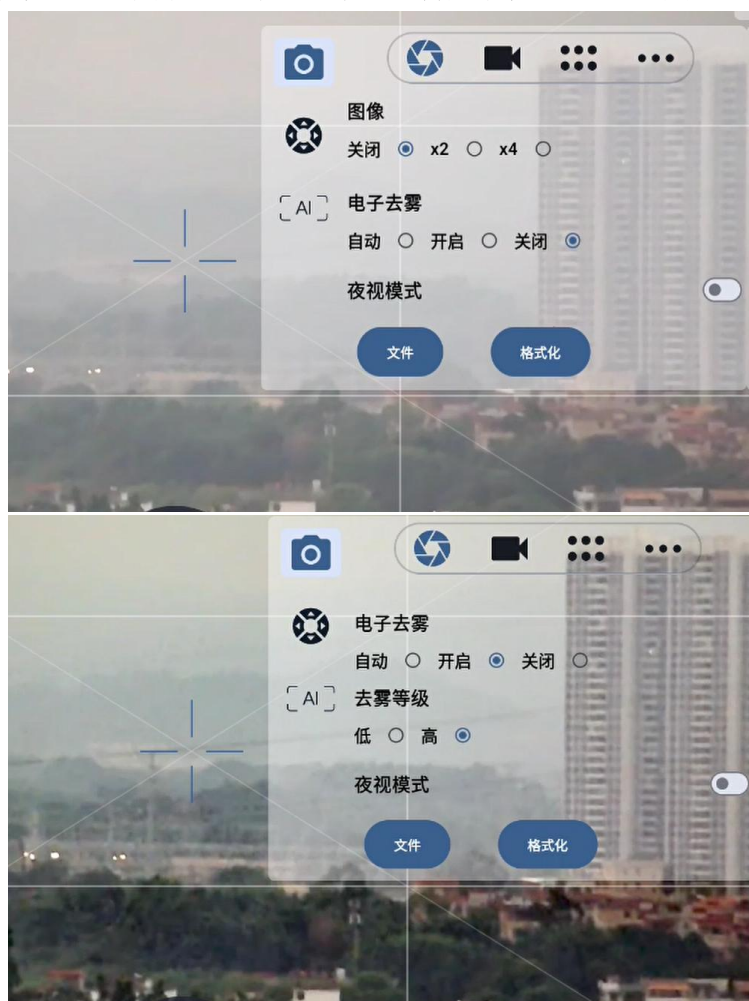 图像
关闭 x2 x4
AI
电子去雾
自动 开启 关闭
夜视模式
文件 格式化
电子去雾
自动 开启 关闭
AI
去雾等级
低 高
夜视模式
文件 格式化